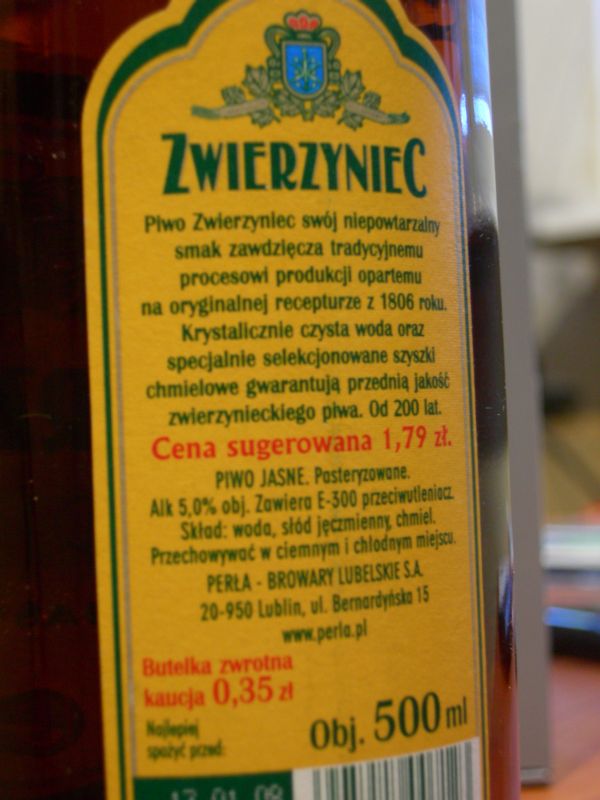 ZWIERZYNIEC
Piwo Zwierzyniec swój niepowtarzalny
smak zawdzięcza tradycyjnemu
procesowi produkcji opartemu
na oryginalnej recepturze z 1806 roku.
Krystalicznie czysta woda oraz
specjalnie selekcjonowane szyszki
chmielowe gwarantują przednią jakość
zwierzynieckiego piwa. Od 200 lat.
Cena sugerowana 1,79 zł.
PIWO JASNE. Pasteryzowane.
Alk 5,0% obj. Zawiera E-300 przeciwutleniacz.
Skład: woda, słód jęczmienny, chmiel.
Przechowywać w ciemnym i chłodnym miejscu.
PERŁA - BROWARY LUBELSKIE S.A.
20-950 Lublin, ul. Bernardyńska 15
www.perla.pl
Butelka zwrotna
kaucja 0,35 zł
Najlepiej
spożyć przed:
Obj. 500 ml
17 01 09